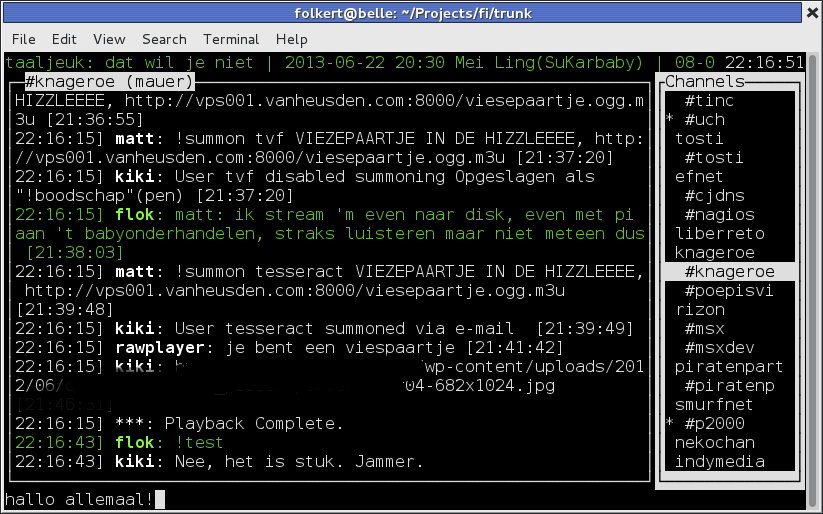 folkert@belle: ~/Projects/fi/trunk
File Edit View Search Terminal Help
taaljeuk: dat wil je niet | 2013-06-22 20:30 Mei Ling(SuKarbaby) | 08-0 22:16:51
#knageroe (mauer)
HIZZLEEEE, http://vps001.vanheusden.com:8000/viesepaartje.ogg.m
3u [21:36:55]
22:16:15] matt: !summon tvf VIEZEPAARTJE IN DE HIZZLEEEE, http:
//vps001.vanheusden.com:8000/viesepaartje.ogg.m3u [21:37:20]
22:16:15] kiki: User tvf disabled summoning Opgeslagen als
"!boodschap"(pen) [21:37:20]
22:16:15] flok: matt: ik stream 'm even naar disk, even met pi
aan 't babyonderhandelen, straks luisteren maar niet meteen dus
[21:38:03]
22:16:15] matt: !summon tesseract VIEZEPAARTJE IN DE HIZZLEEEE,
http://vps001.vanheusden.com:8000/viesepaartje.ogg.m3u
[21:39:48]
22:16:15] kiki: User tesseract summoned via e-mail [21:39:49]
22:16:15] rawplayer: je bent een viespaartje [21:41:42]
22:16:15] kiki: /wp-content/uploads/201
2/06/ 04-682x1024.jpg
22:16:15] ***: Playback Complete.
22:16:43] flok: !test
22:16:43] kiki: Nee, het is stuk. Jammer.
hallo allemaal!
Channels
#tinc
* #uch
tosti
#tosti
efnet
#cjdns
#nagios
liberreto
knageroe
#knageroe
#poepisvi
rizon
#msx
#msxdev
piratenpart
#piratenp
smurfnet
* #p2000
nekochan
indymedia